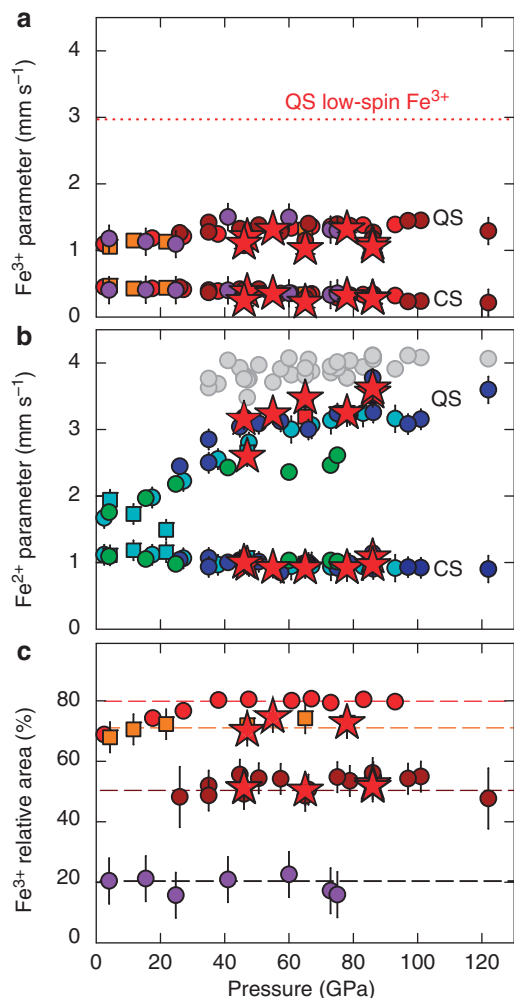 a
4
3
2
1
0
Fe³⁺ parameter (mm s⁻¹)
QS low-spin Fe³⁺
QS
CS
b
4
3
2
1
0
Fe²⁺ parameter (mm s⁻¹)
QS
CS
c
80
60
40
20
0
Fe³⁺ relative area (%)
0 20 40 60 80 100 120
Pressure (GPa)